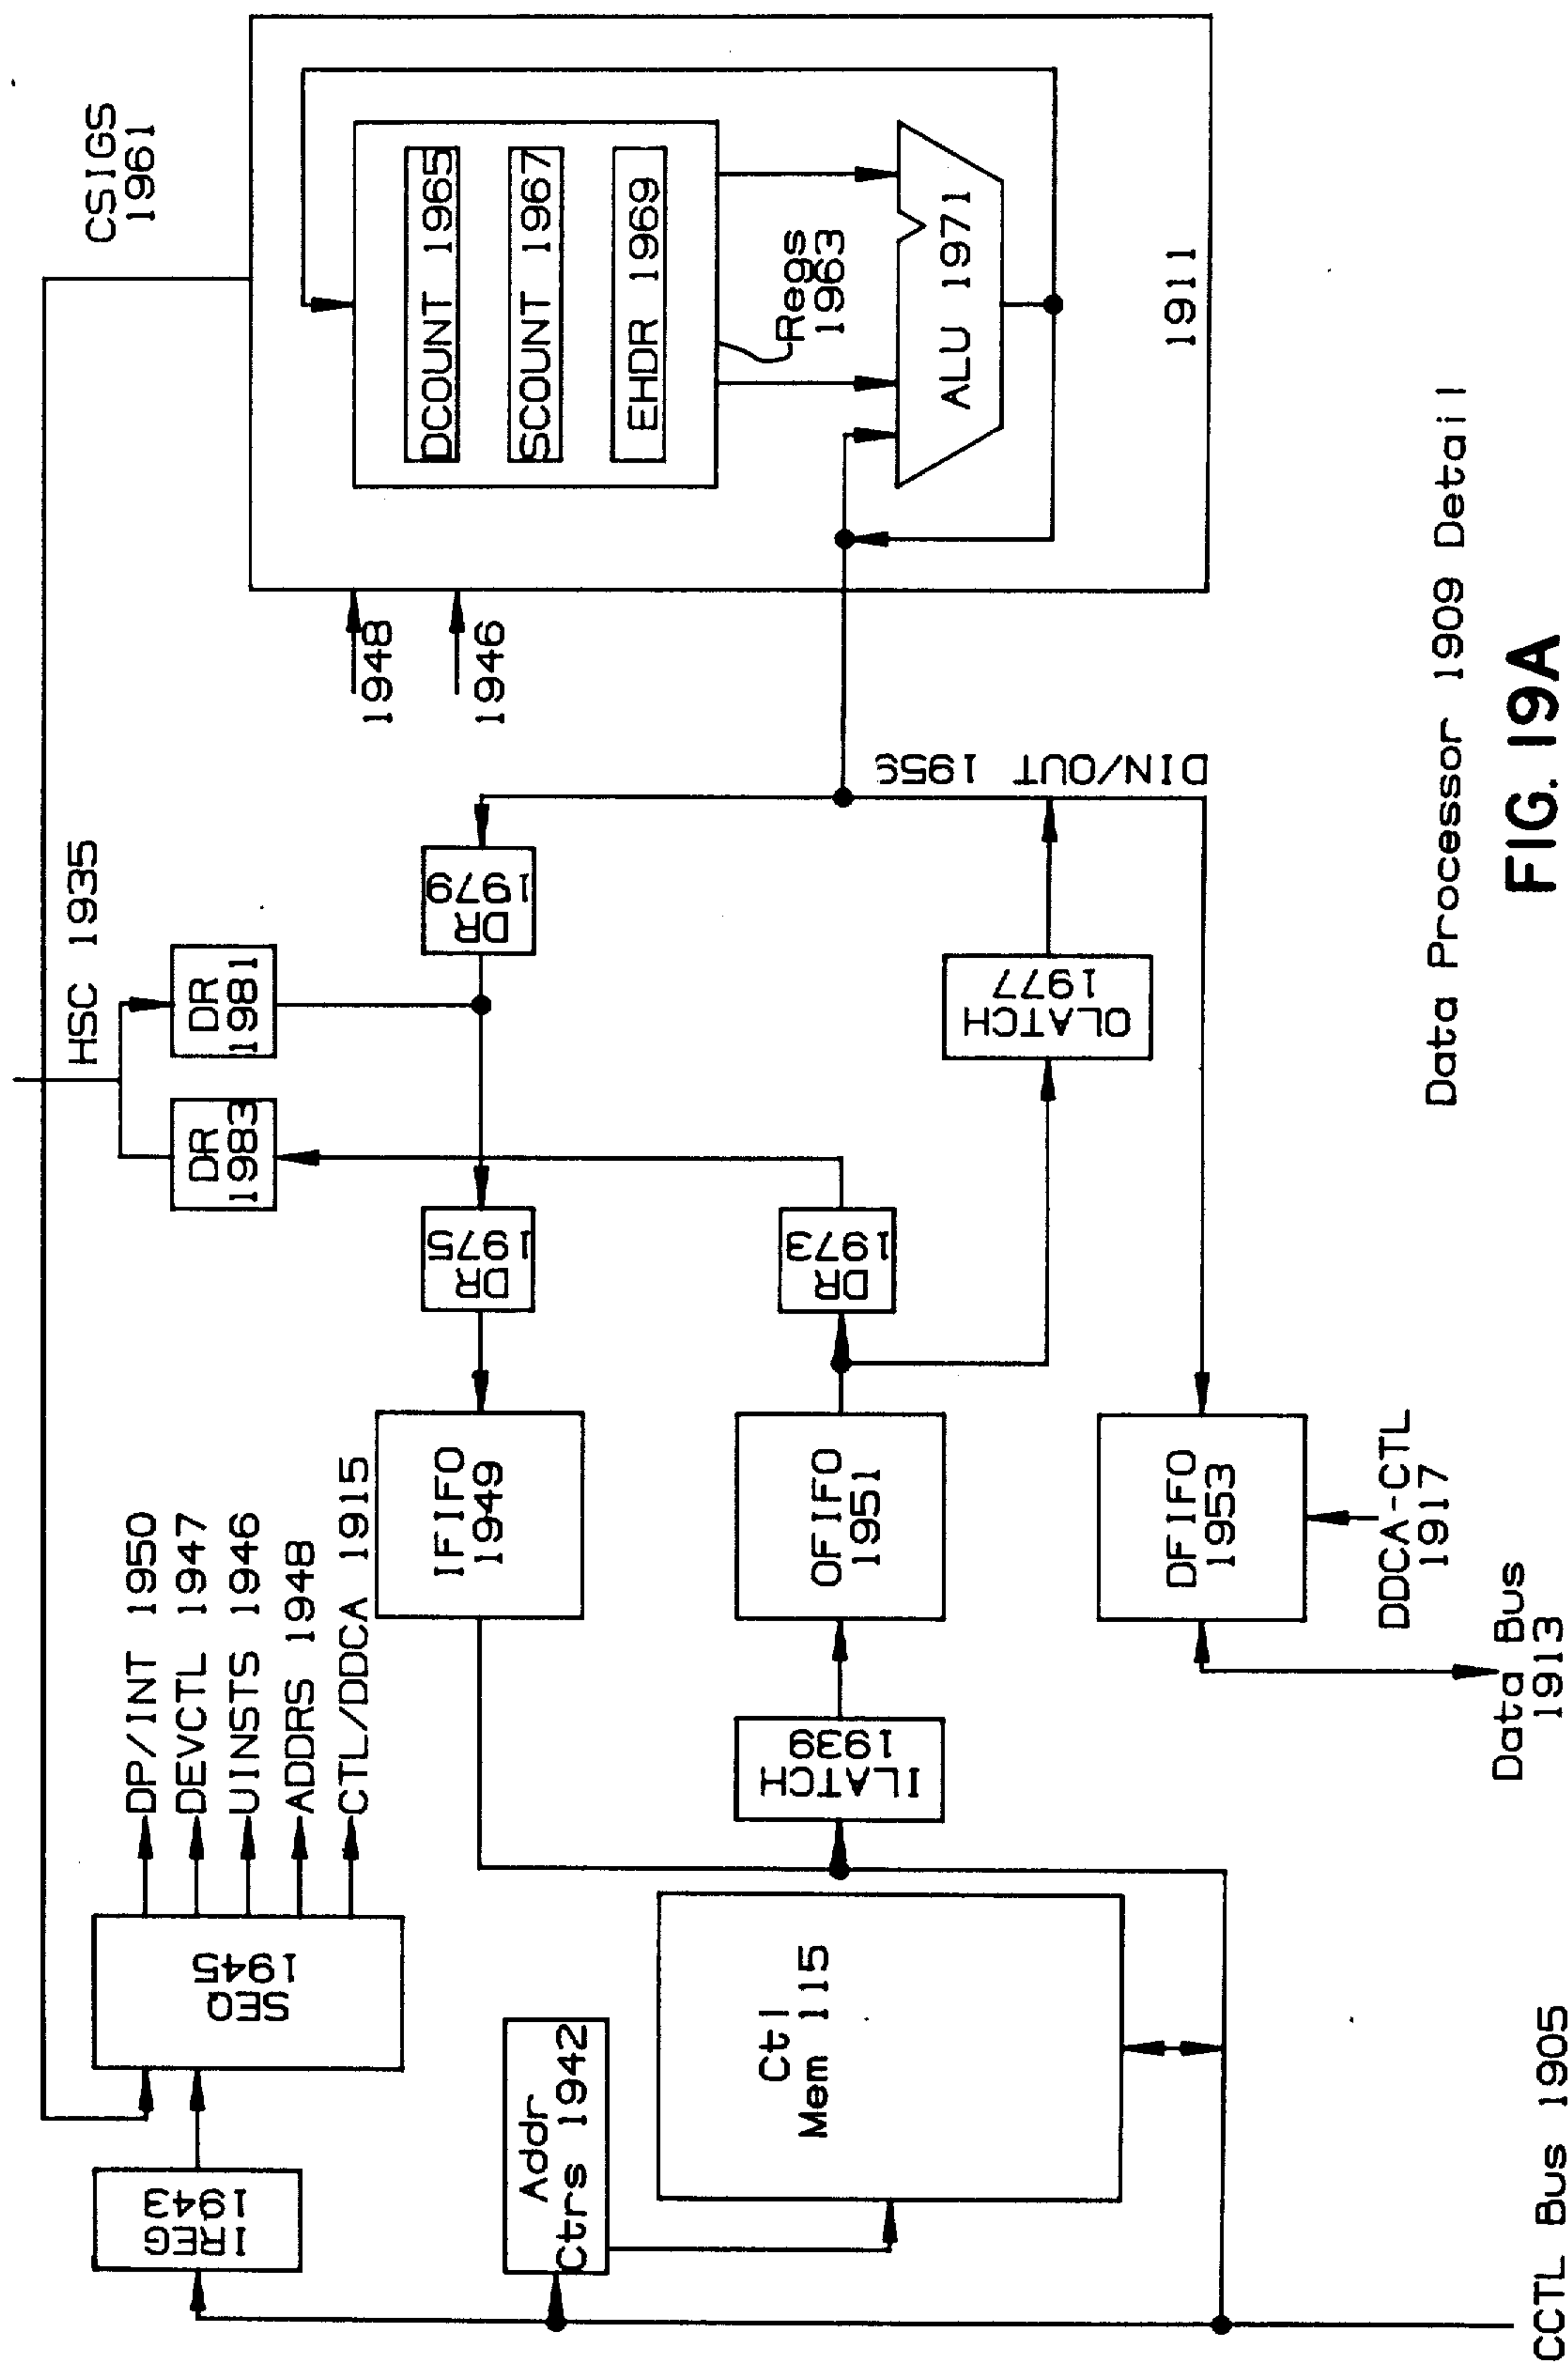 CSIGS
1961
DCOUNT 1965
SCOUNT 1967
EHDR 1969
Regs
1963
ALU 1971
1911
1948
1946
HSC 1935
DR
1981
DR
1983
DR
1979
DR
1975
DR
1973
DIN/OUT
OLATCH
1977
DP/INT 1950
DEVCTL 1947
UINSTS 1946
ADDRS 1948
CTL/DDCA 1915
IFIFO
1949
OFIFO
1951
DFIFO
1953
DDCA-CTL
1917
Data Bus
1913
ILATCH
1939
SEQ
1945
IREG
1943
Addr
Ctrs 1942
Ctl
Mem 115
CCTL Bus 1905
Data Processor 1909 Detail
FIG. 19A